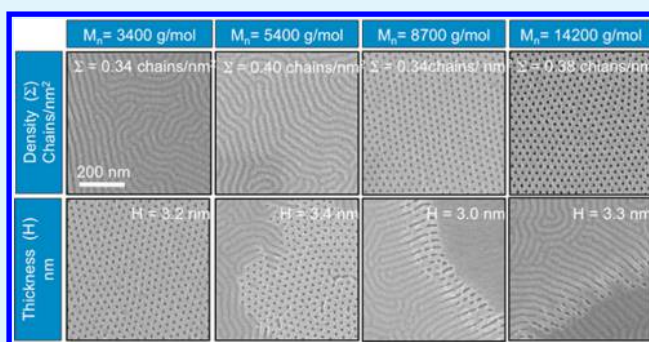 Mn= 3400 g/mol Mn= 5400 g/mol Mn= 8700 g/mol Mn= 14200 g/mol
Density (Σ) Chains/nm²
Σ = 0.34 chains/nm² Σ = 0.40 chains/nm² Σ = 0.34chains/ nm² Σ = 0.38 chians/nm²
200 nm
Thickness (H) nm
H = 3.2 nm H = 3.4 nm H = 3.0 nm H = 3.3 nm